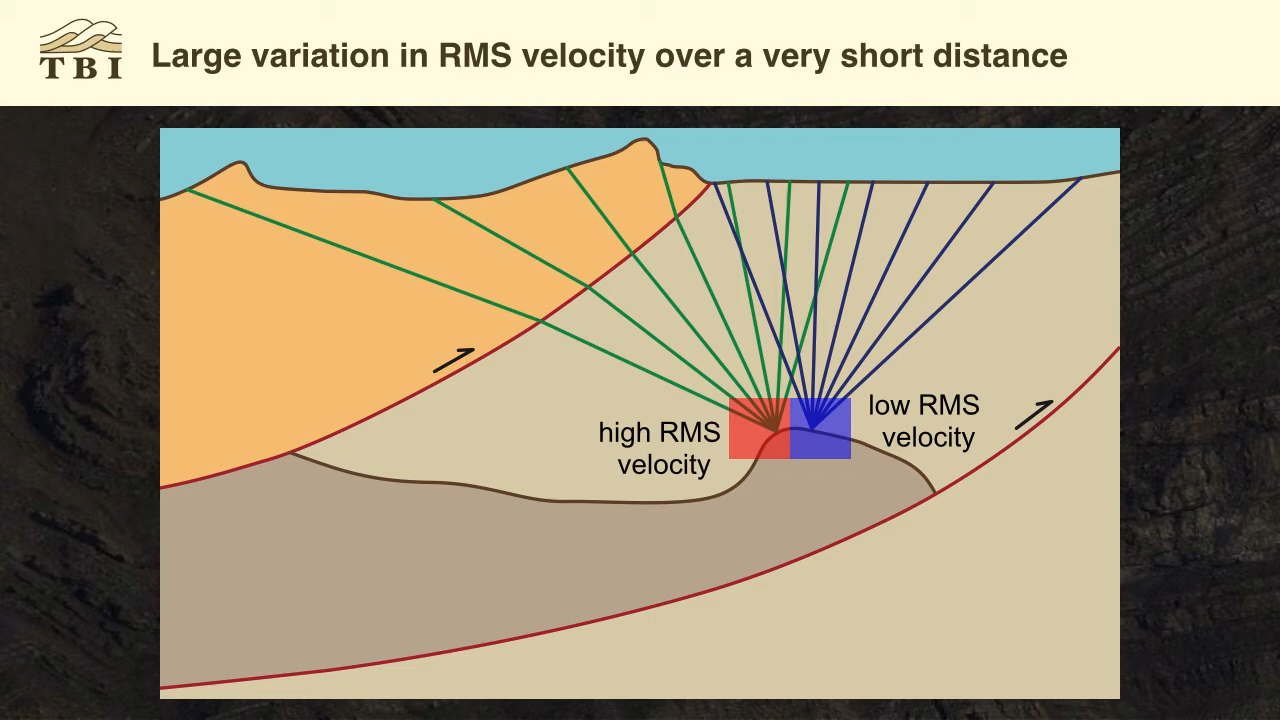 TBI
Large variation in RMS velocity over a very short distance
high RMS
velocity
low RMS
velocity